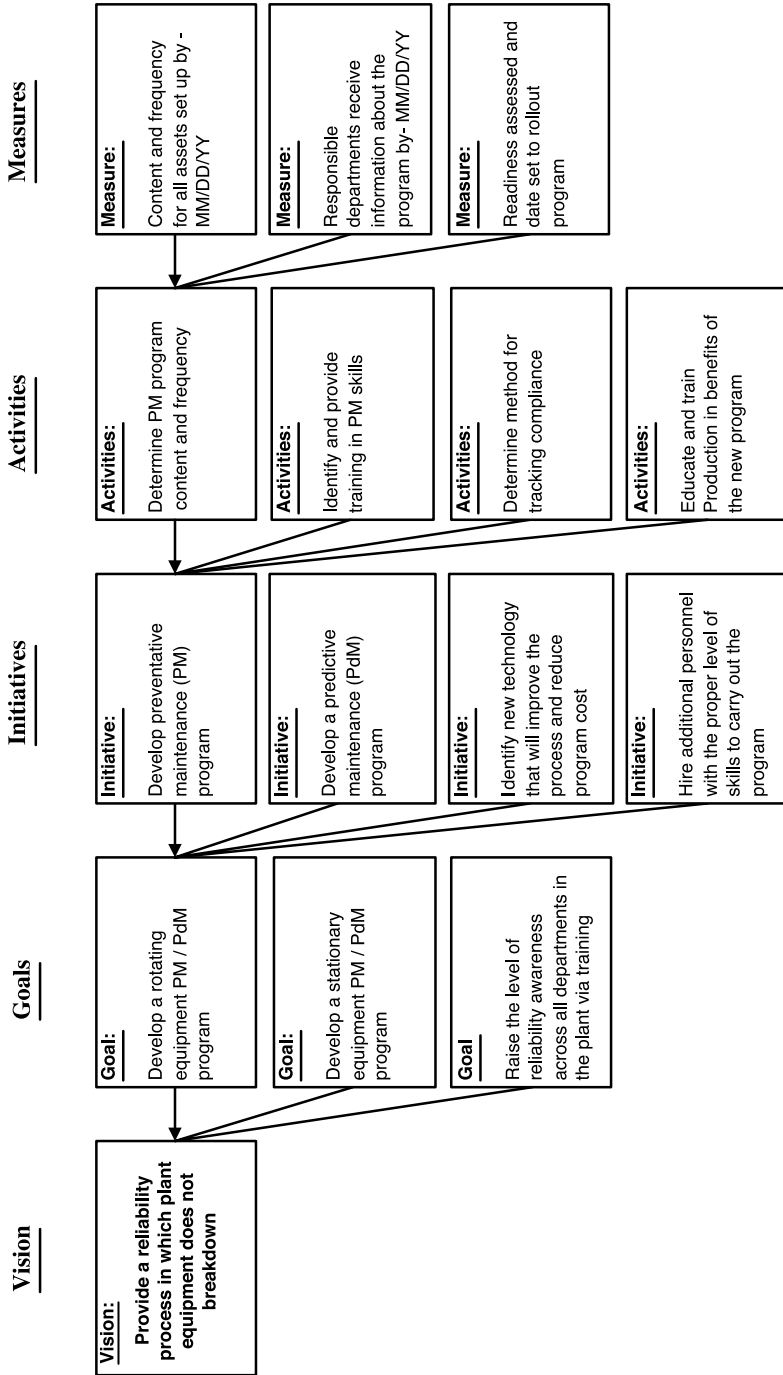 Vision
Goals
Initiatives
Activities
Measures
Vision:
Provide a reliability
process in which plant
equipment does not
breakdown
Goal:
Develop a rotating
equipment PM / PdM
program
Goal:
Develop a stationary
equipment PM / PdM
program
Goal
Raise the level of
reliability awareness
across all departments in
the plant via training
Initiative:
Develop preventative
maintenance (PM)
program
Initiative:
Develop a predictive
maintenance (PdM)
program
Initiative:
Identify new technology
that will improve the
process and reduce
program cost
Initiative:
Hire additional personnel
with the proper level of
skills to carry out the
program
Activities:
Determine PM program
content and frequency
Activities:
Identify and provide
training in PM skills
Activities:
Determine method for
tracking compliance
Activities:
Educate and train
Production in benefits of
the new program
Measure:
Content and frequency
for all assets set up by -
MM/DD/YY
Measure:
Responsible
departments receive
information about the
program by- MM/DD/YY
Measure:
Readiness assessed and
date set to rollout
program